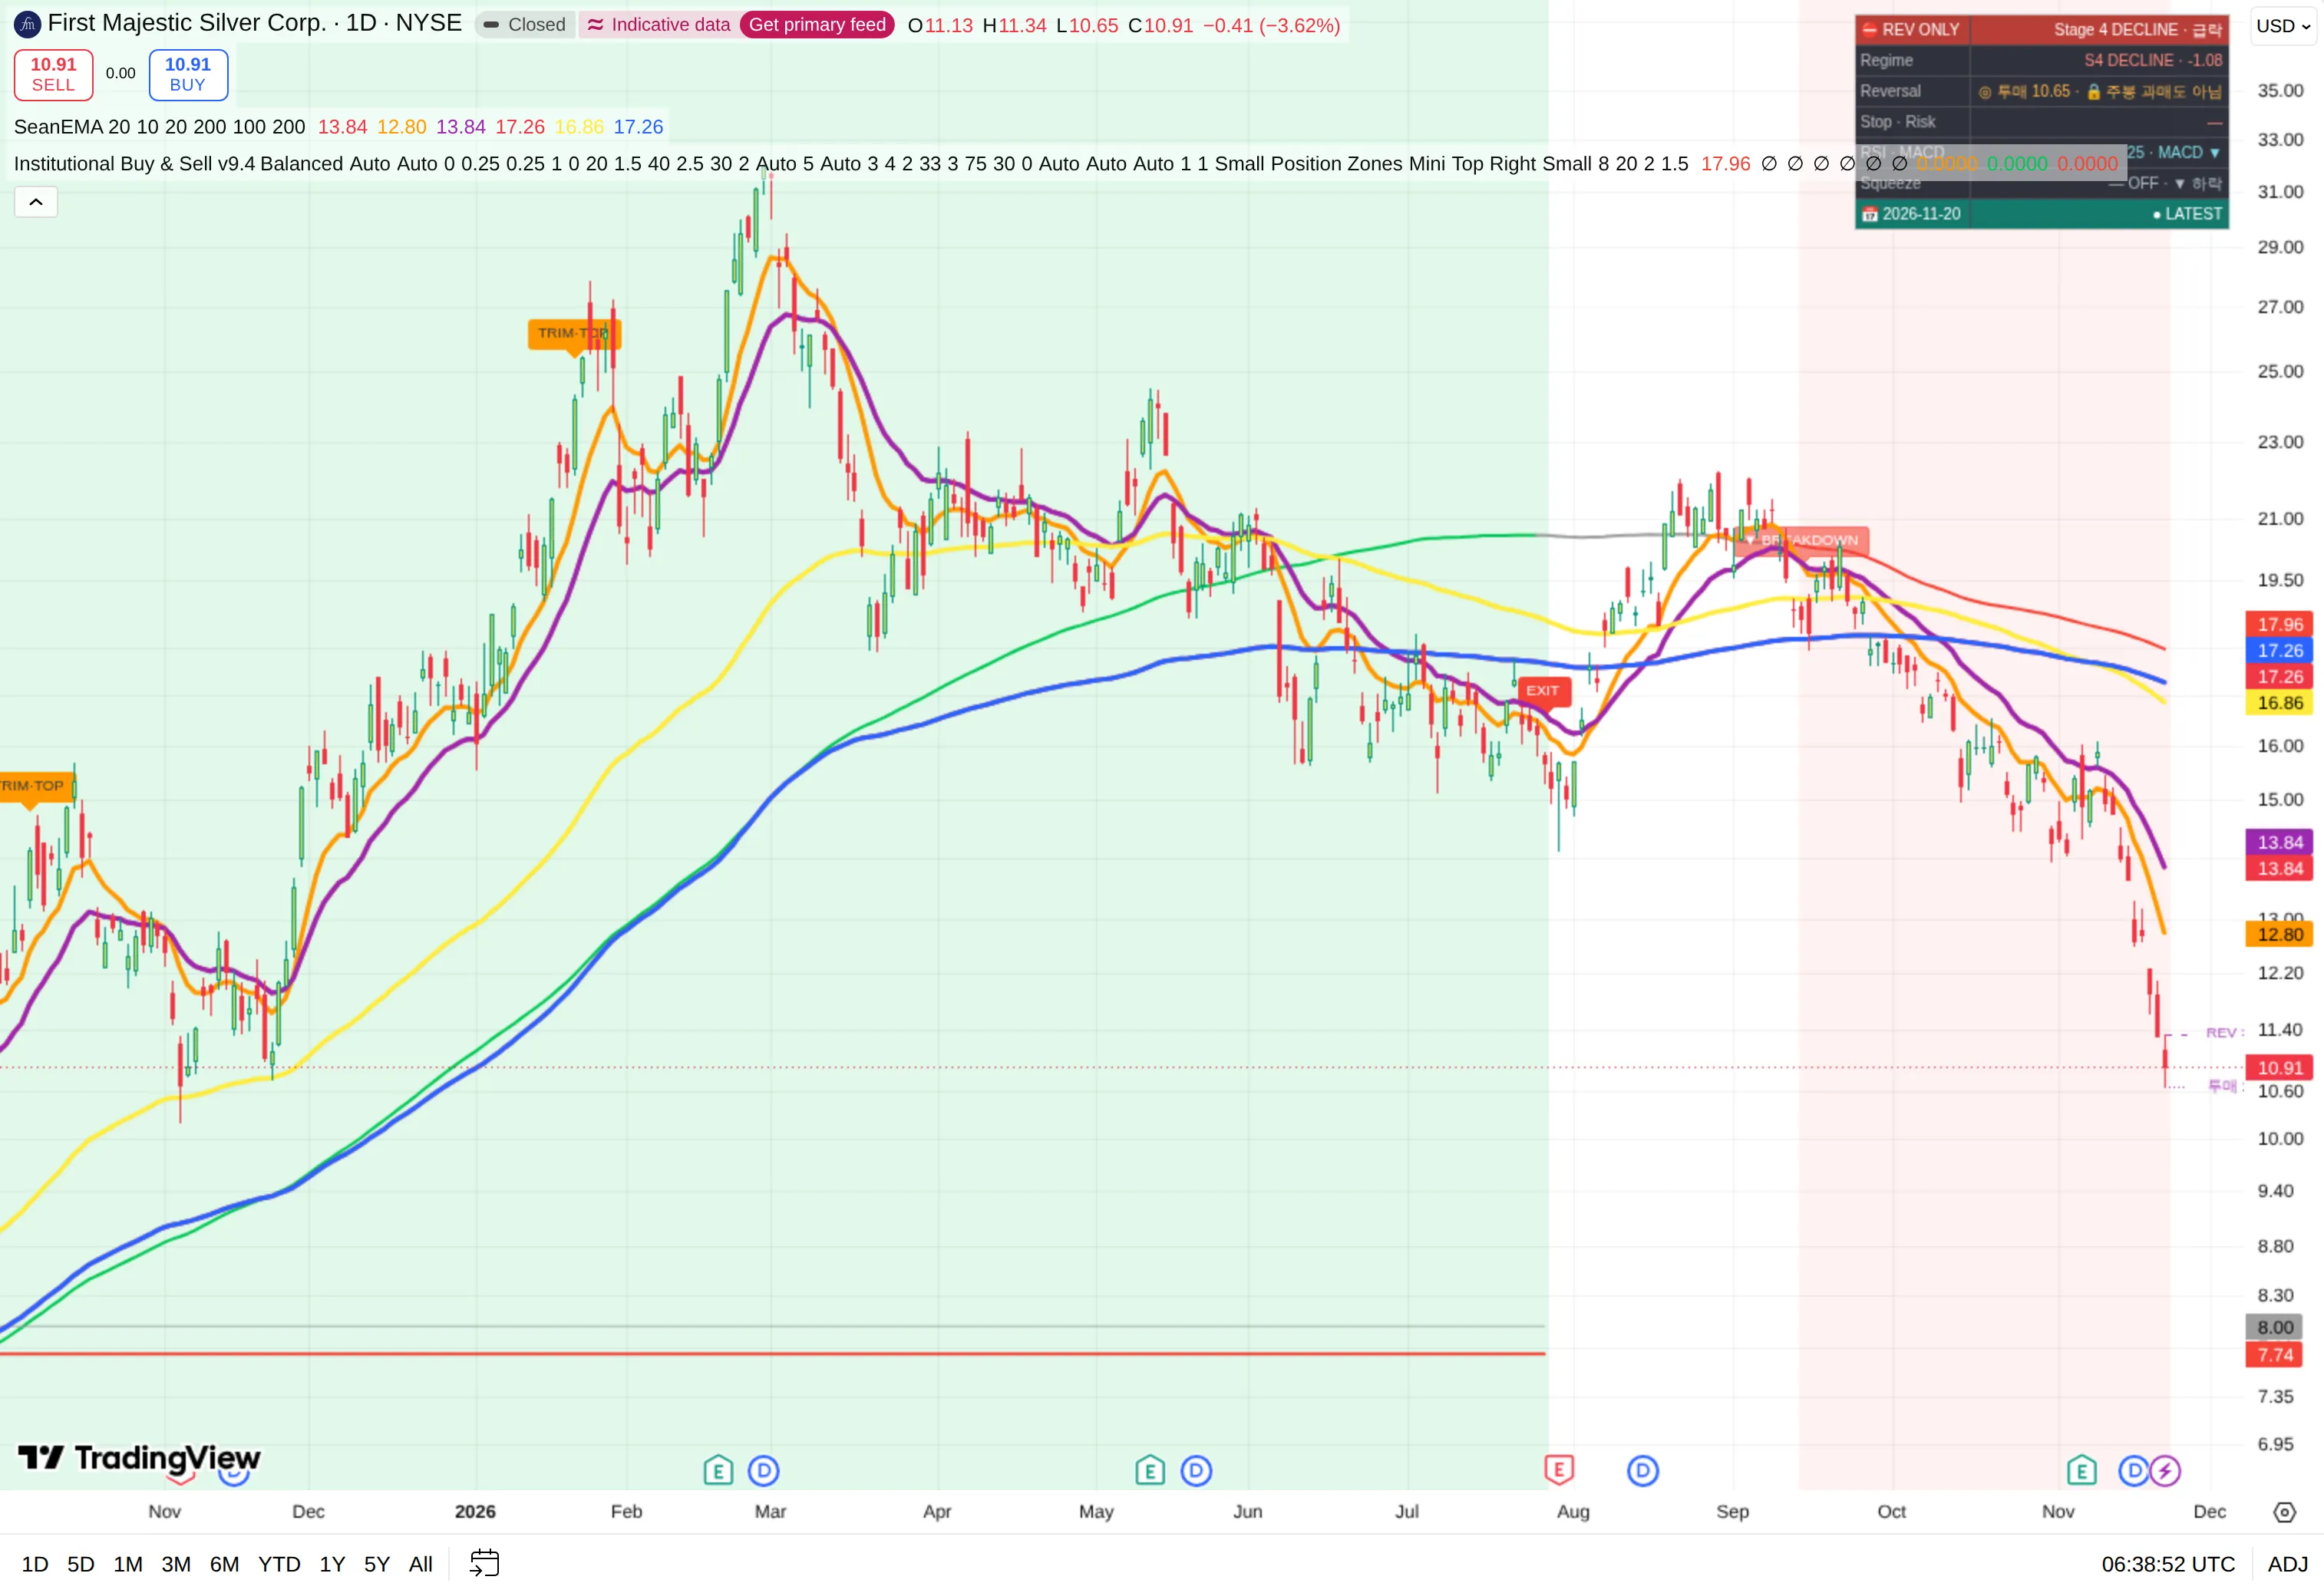 First Majestic Silver Corp. · 1D · NYSE Closed Indicative data Get primary feed O11.13 H11.34 L10.65 C10.91 −0.41 (−3.62%)
USD
10.91 SELL 0.00 10.91 BUY
SeanEMA 20 10 20 200 100 200 13.84 12.80 13.84 17.26 16.86 17.26
Institutional Buy & Sell v9.4 Balanced Auto Auto 0 0.25 0.25 1 0 20 1.5 40 2.5 30 2 Auto 5 Auto 3 4 2 33 3 75 30 0 Auto Auto Auto 1 1 Small Position Zones Mini Top Right Small 8 20 2 1.5 17.96 ∅ ∅ ∅ ∅ ∅ ∅ 0.0000 0.0000 0.0000
REV ONLY Stage 4 DECLINE · 급락
Regime S4 DECLINE · -1.08
Reversal ◎ 투매 10.65 · 🔒 주봉 과매도 아님
Stop · Risk —
RSI · MACD 25 · MACD ▼
Squeeze — OFF · ▼ 하락
2026-11-20 ● LATEST
TRIM-TOP
TRIM-TOP
EXIT
BREAKDOWN
REV
투매
35.00
33.00
31.00
29.00
27.00
25.00
23.00
21.00
19.50
17.96
17.26
17.26
16.86
16.00
15.00
13.84
13.84
13.00
12.80
12.20
11.40
10.91
10.60
10.00
9.40
8.80
8.30
8.00
7.74
7.35
6.95
TradingView
E D E D E D E D
Nov Dec 2026 Feb Mar Apr May Jun Jul Aug Sep Oct Nov Dec
1D 5D 1M 3M 6M YTD 1Y 5Y All 06:38:52 UTC ADJ